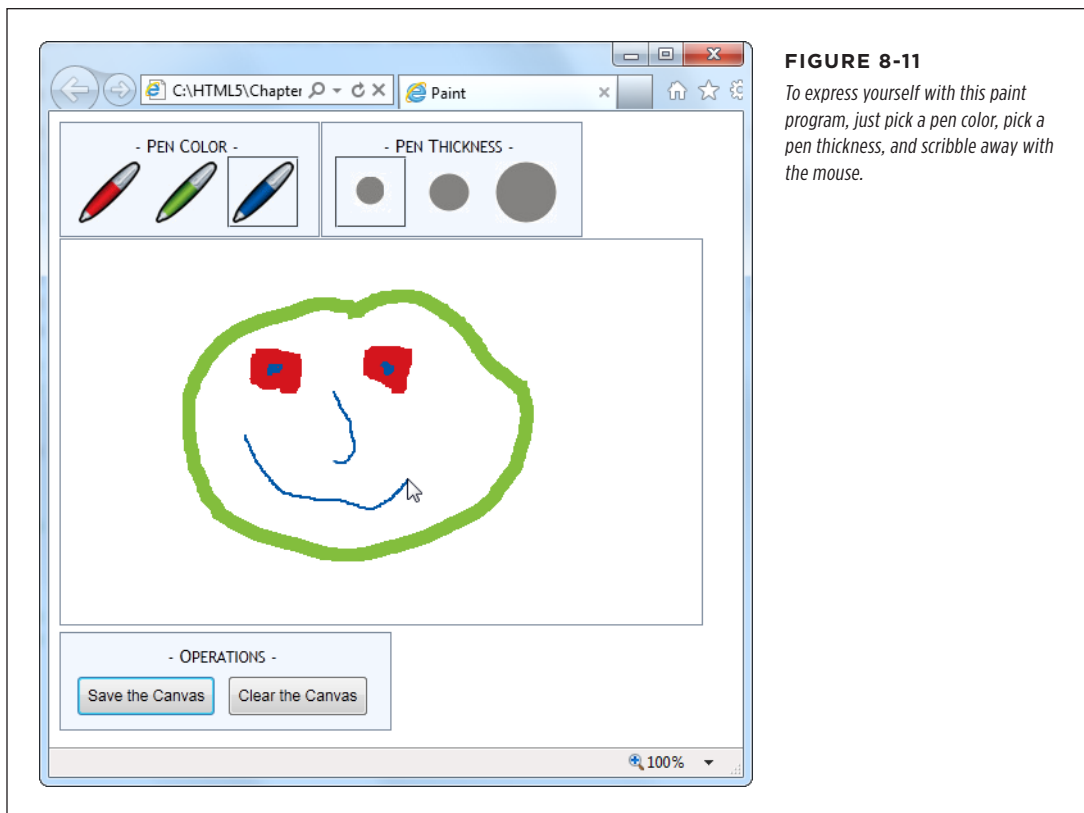 C:\HTML5\Chapter
Paint
- PEN COLOR -
- PEN THICKNESS -
- OPERATIONS -
Save the Canvas
Clear the Canvas
100%
FIGURE 8-11
To express yourself with this paint
program, just pick a pen color, pick a
pen thickness, and scribble away with
the mouse.